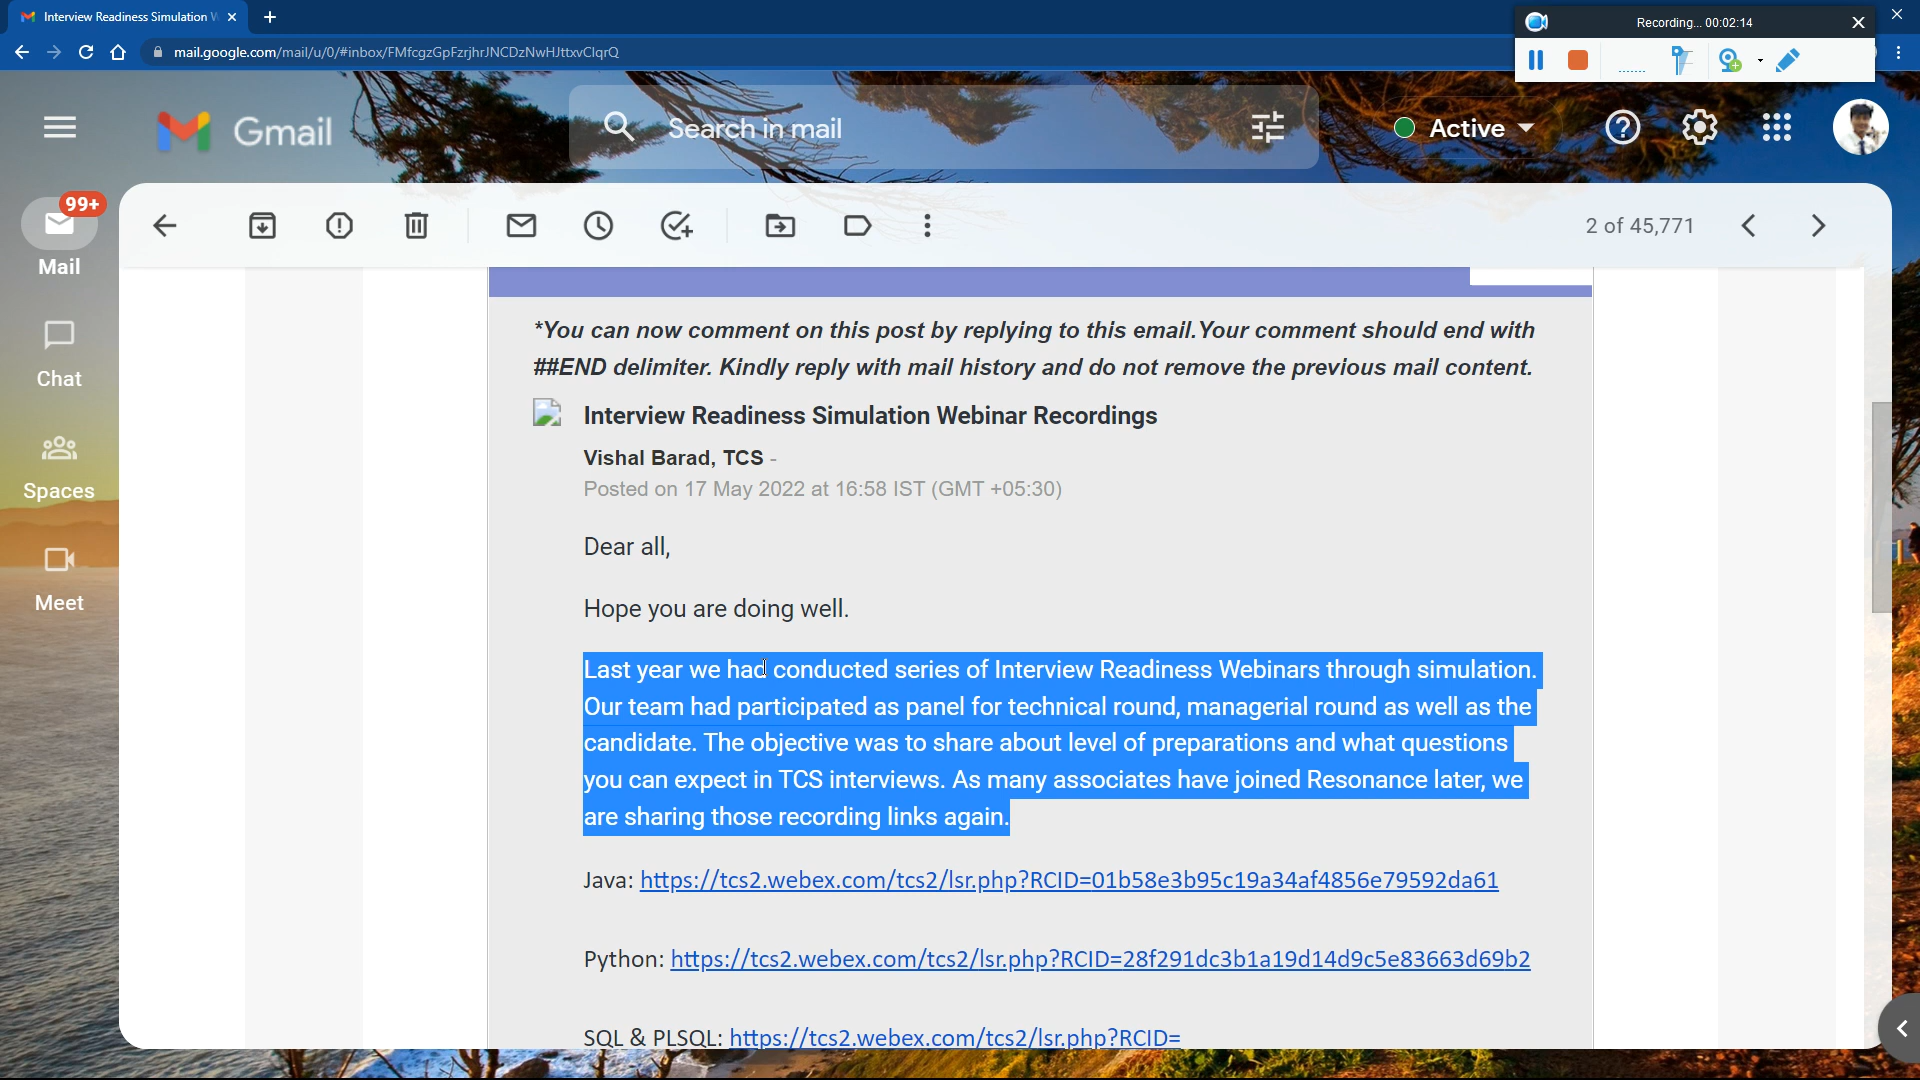 Interview Readiness Simulation W
Recording... 00:02:14
mail.google.com/mail/u/0/#inbox/FMfcgzGpFzrjhrJNCDzNwHJttxvClqrQ
Gmail
Search in mail
Active
99+
Mail
Chat
Spaces
Meet
2 of 45,771
*You can now comment on this post by replying to this email.Your comment should end with
##END delimiter. Kindly reply with mail history and do not remove the previous mail content.
Interview Readiness Simulation Webinar Recordings
Vishal Barad, TCS -
Posted on 17 May 2022 at 16:58 IST (GMT +05:30)
Dear all,
Hope you are doing well.
Last year we had conducted series of Interview Readiness Webinars through simulation.
Our team had participated as panel for technical round, managerial round as well as the
candidate. The objective was to share about level of preparations and what questions
you can expect in TCS interviews. As many associates have joined Resonance later, we
are sharing those recording links again.
Java: https://tcs2.webex.com/tcs2/lsr.php?RCID=01b58e3b95c19a34af4856e79592da61
Python: https://tcs2.webex.com/tcs2/lsr.php?RCID=28f291dc3b1a19d14d9c5e83663d69b2
SQL & PLSQL: https://tcs2.webex.com/tcs2/lsr.php?RCID=